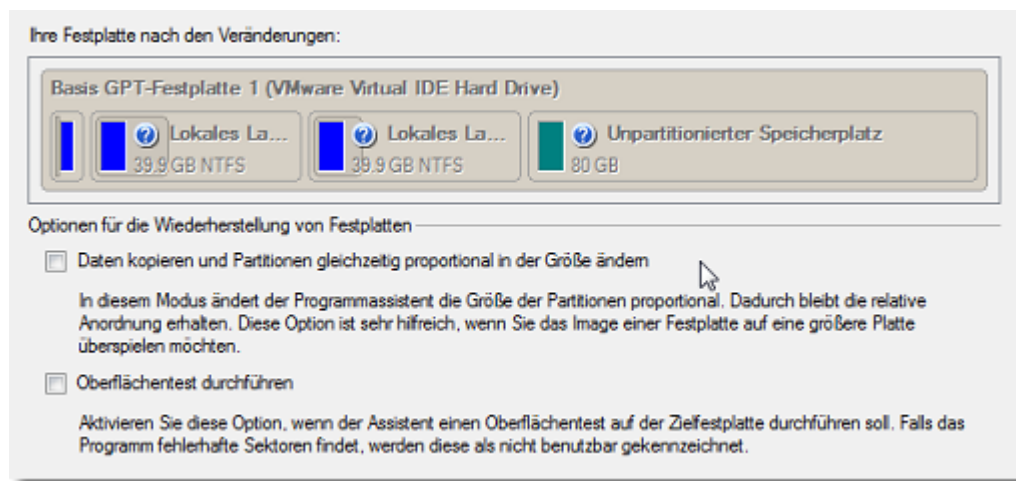 Ihre Festplatte nach den Veränderungen:
Basis GPT-Festplatte 1 (VMware Virtual IDE Hard Drive)
Lokales La... Lokales La... Unpartitionierter Speicherplatz
39.9 GB NTFS 39.9 GB NTFS 80 GB
Optionen für die Wiederherstellung von Festplatten
Daten kopieren und Partitionen gleichzeitig proportional in der Größe ändern
In diesem Modus ändert der Programmassistent die Größe der Partitionen proportional. Dadurch bleibt die relative
Anordnung erhalten. Diese Option ist sehr hilfreich, wenn Sie das Image einer Festplatte auf eine größere Platte
überspielen möchten.
Oberflächentest durchführen
Aktivieren Sie diese Option, wenn der Assistent einen Oberflächentest auf der Zielfestplatte durchführen soll. Falls das
Programm fehlerhafte Sektoren findet, werden diese als nicht benutzbar gekennzeichnet.